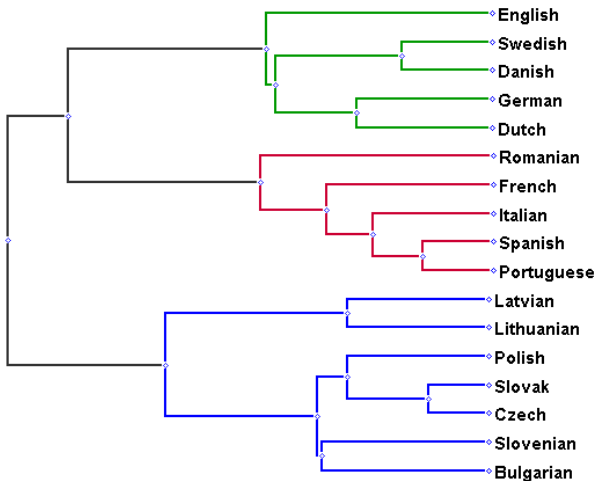 English
Swedish
Danish
German
Dutch
Romanian
French
Italian
Spanish
Portuguese
Latvian
Lithuanian
Polish
Slovak
Czech
Slovenian
Bulgarian